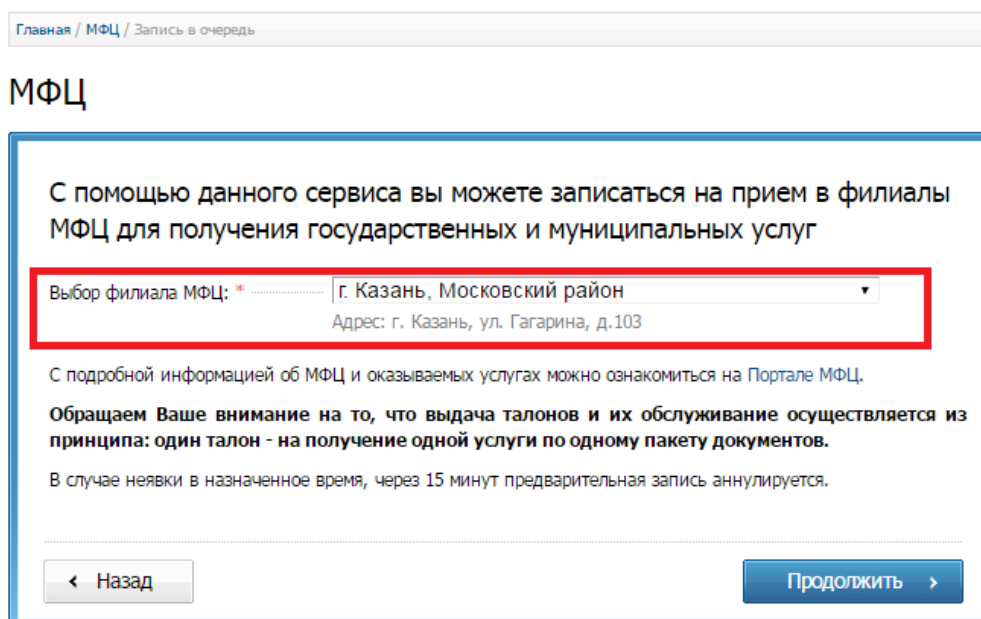 Главная / МФЦ / Запись в очередь
МФЦ
С помощью данного сервиса вы можете записаться на прием в филиалы
МФЦ для получения государственных и муниципальных услуг
Выбор филиала МФЦ: * г. Казань, Московский район
Адрес: г. Казань, ул. Гагарина, д.103
С подробной информацией об МФЦ и оказываемых услугах можно ознакомиться на Портале МФЦ.
Обращаем Ваше внимание на то, что выдача талонов и их обслуживание осуществляется из
принципа: один талон - на получение одной услуги по одному пакету документов.
В случае неявки в назначенное время, через 15 минут предварительная запись аннулируется.
Назад Продолжить